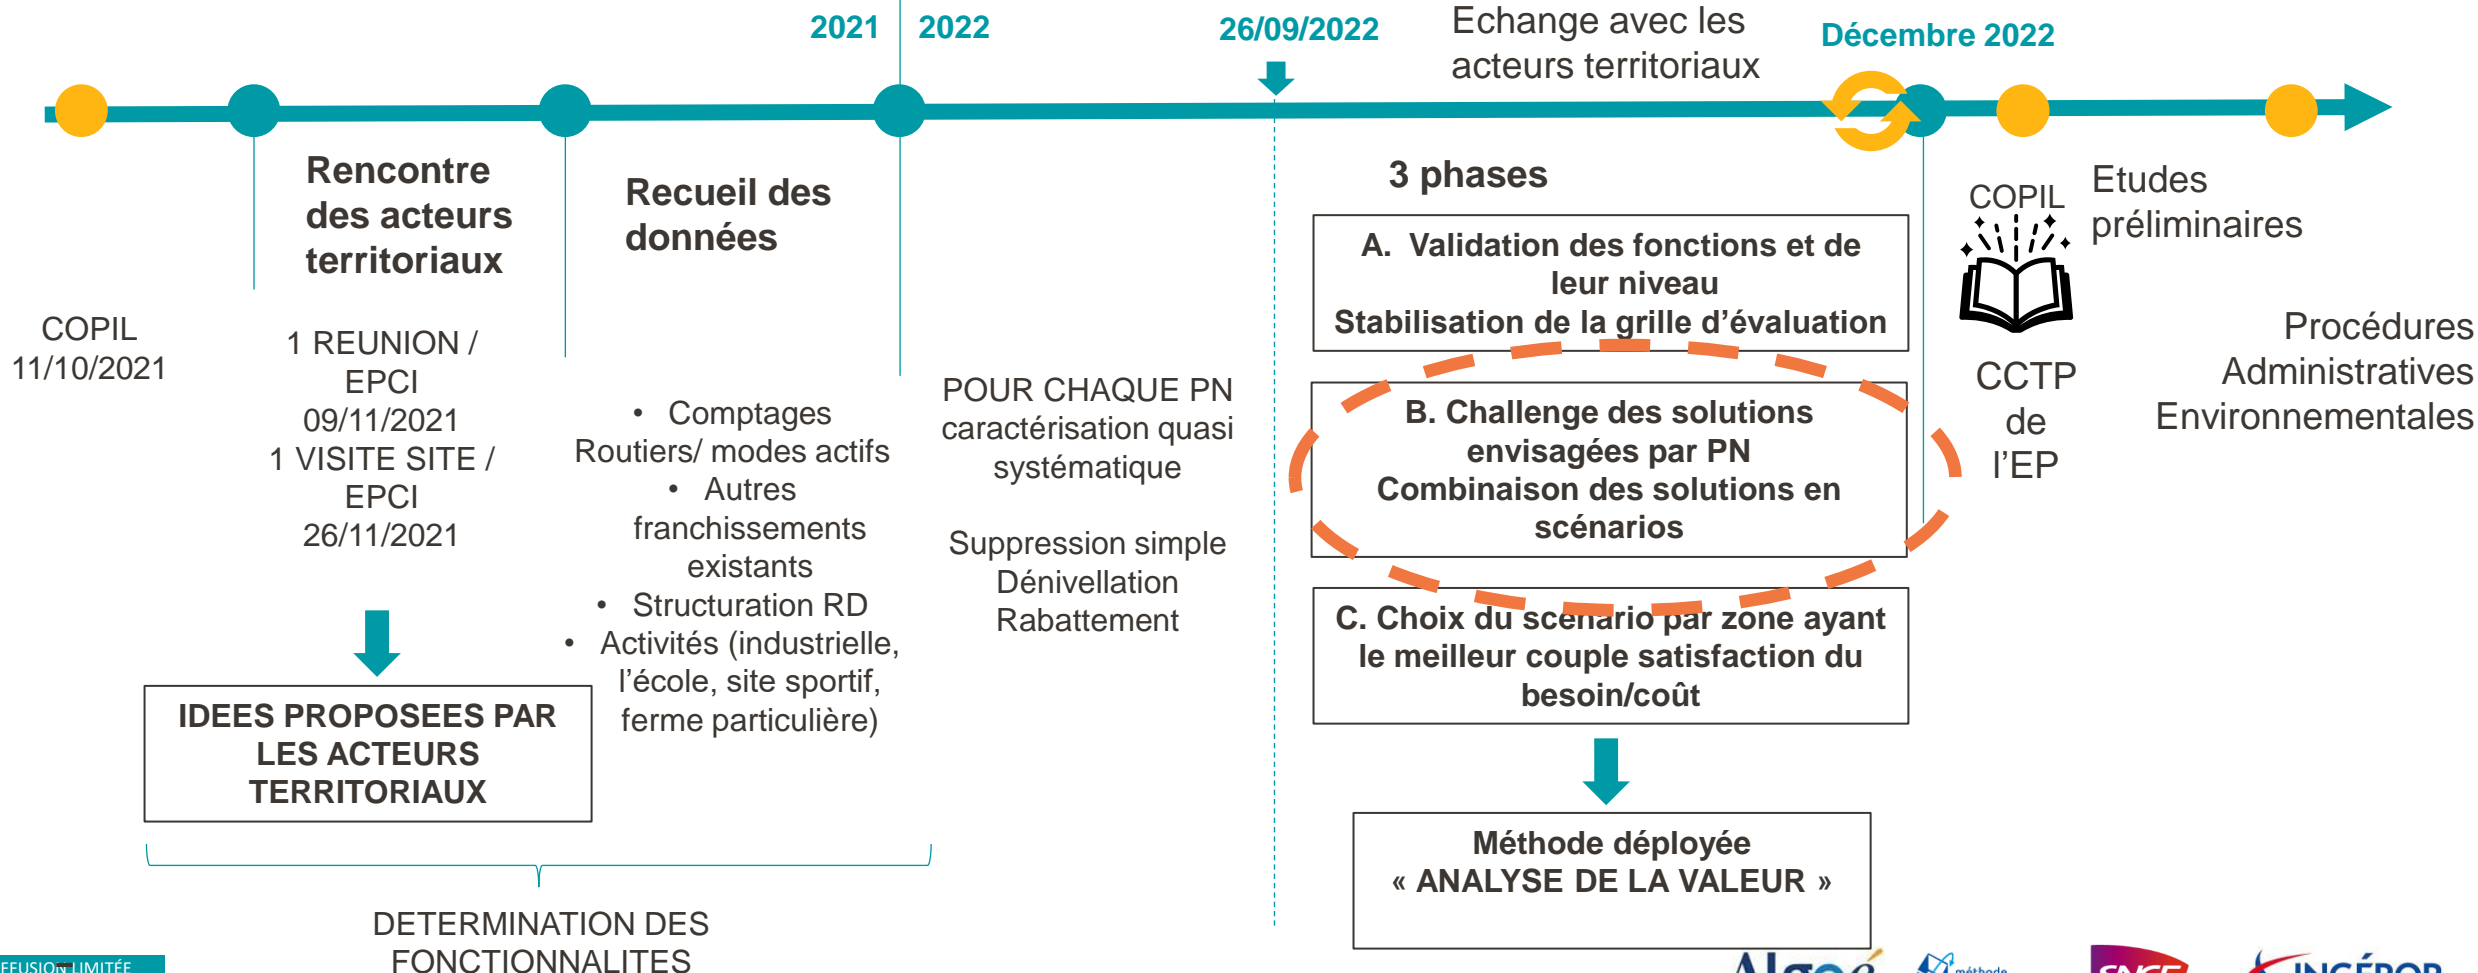 2021
2022
26/09/2022
Echange avec les
acteurs territoriaux
Décembre 2022
COPIL
11/10/2021
Rencontre
des acteurs
territoriaux
1 REUNION /
EPCI
09/11/2021
1 VISITE SITE /
EPCI
26/11/2021
IDEES PROPOSEES PAR
LES ACTEURS
TERRITORIAUX
Recueil des
données
• Comptages
Routiers/ modes actifs
• Autres
franchissements
existants
• Structuration RD
• Activités (industrielle,
l’école, site sportif,
ferme particulière)
DETERMINATION DES
FONCTIONNALITES
POUR CHAQUE PN
caractérisation quasi
systématique
Suppression simple
Dénivellation
Rabattement
3 phases
A. Validation des fonctions et de
leur niveau
Stabilisation de la grille d’évaluation
B. Challenge des solutions
envisagées par PN
Combinaison des solutions en
scénarios
C. Choix du scénario par zone ayant
le meilleur couple satisfaction du
besoin/coût
Méthode déployée
« ANALYSE DE LA VALEUR »
COPIL
CCTP
de
l’EP
Etudes
préliminaires
Procédures
Administratives
Environnementales
LIMITÉE
Algoé
méthode
SNCF
INGÉROP